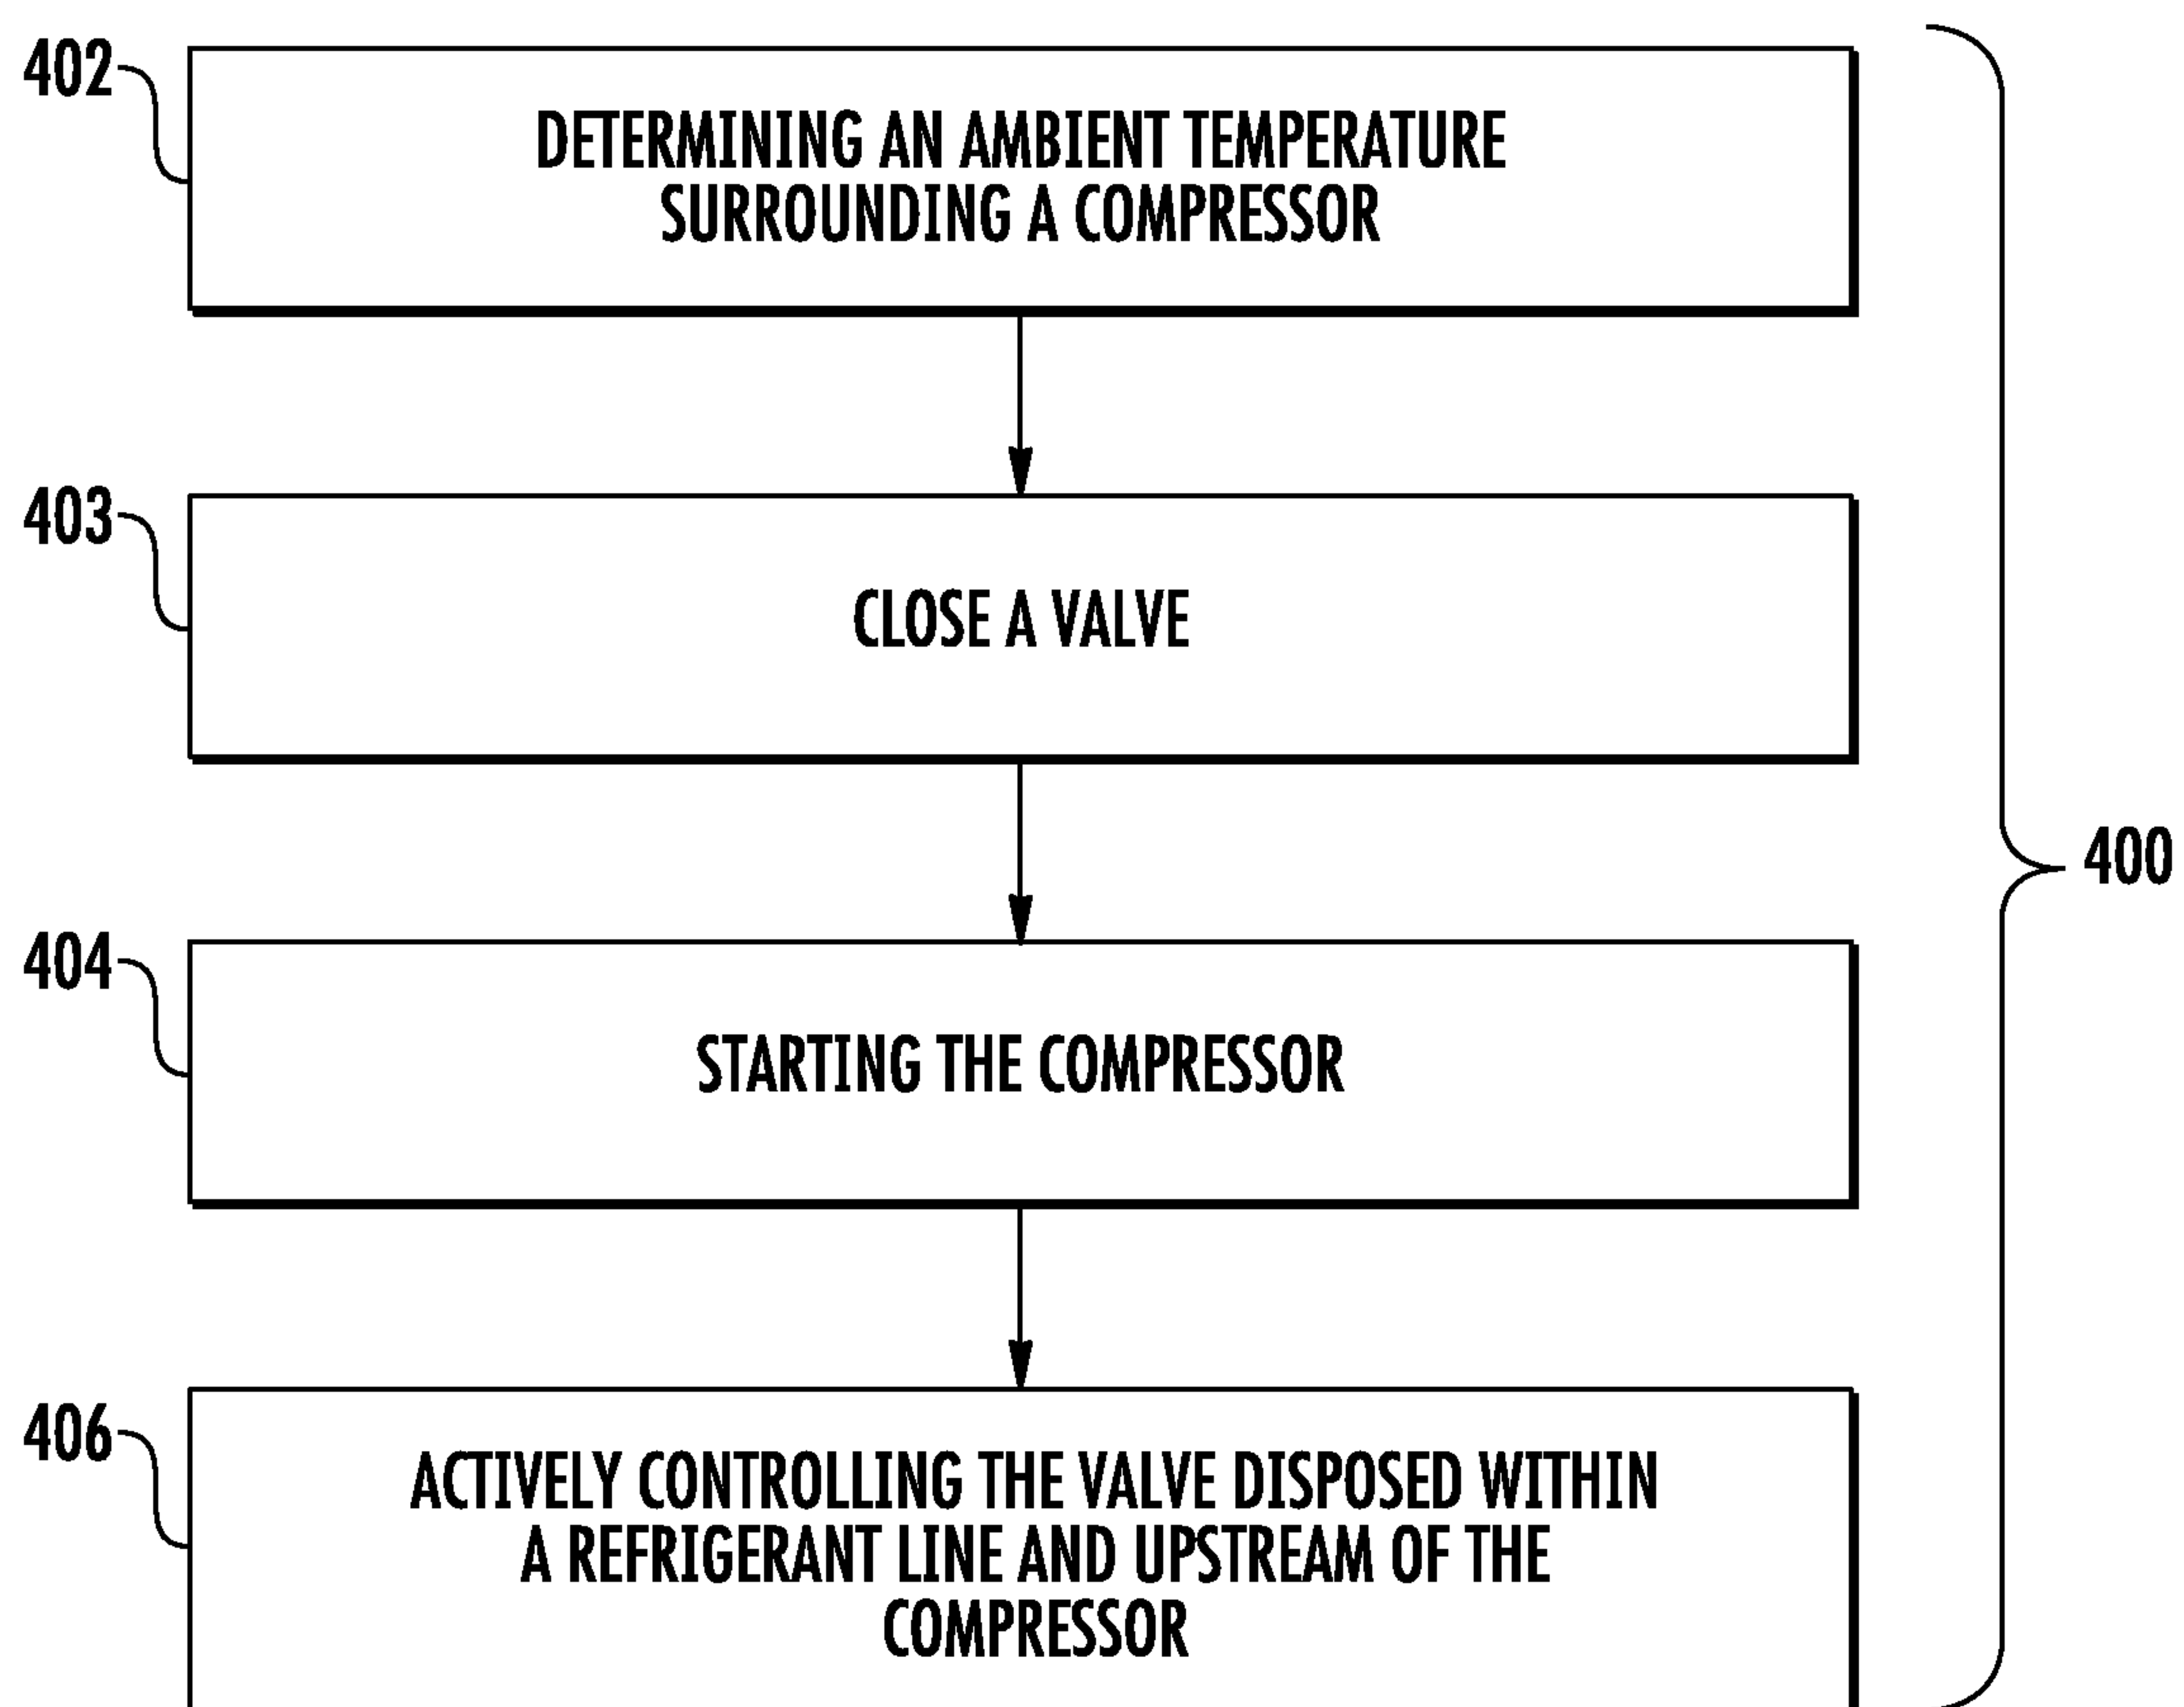 402
DETERMINING AN AMBIENT TEMPERATURE
SURROUNDING A COMPRESSOR
403
CLOSE A VALVE
400
404
STARTING THE COMPRESSOR
406
ACTIVELY CONTROLLING THE VALVE DISPOSED WITHIN
A REFRIGERANT LINE AND UPSTREAM OF THE
COMPRESSOR